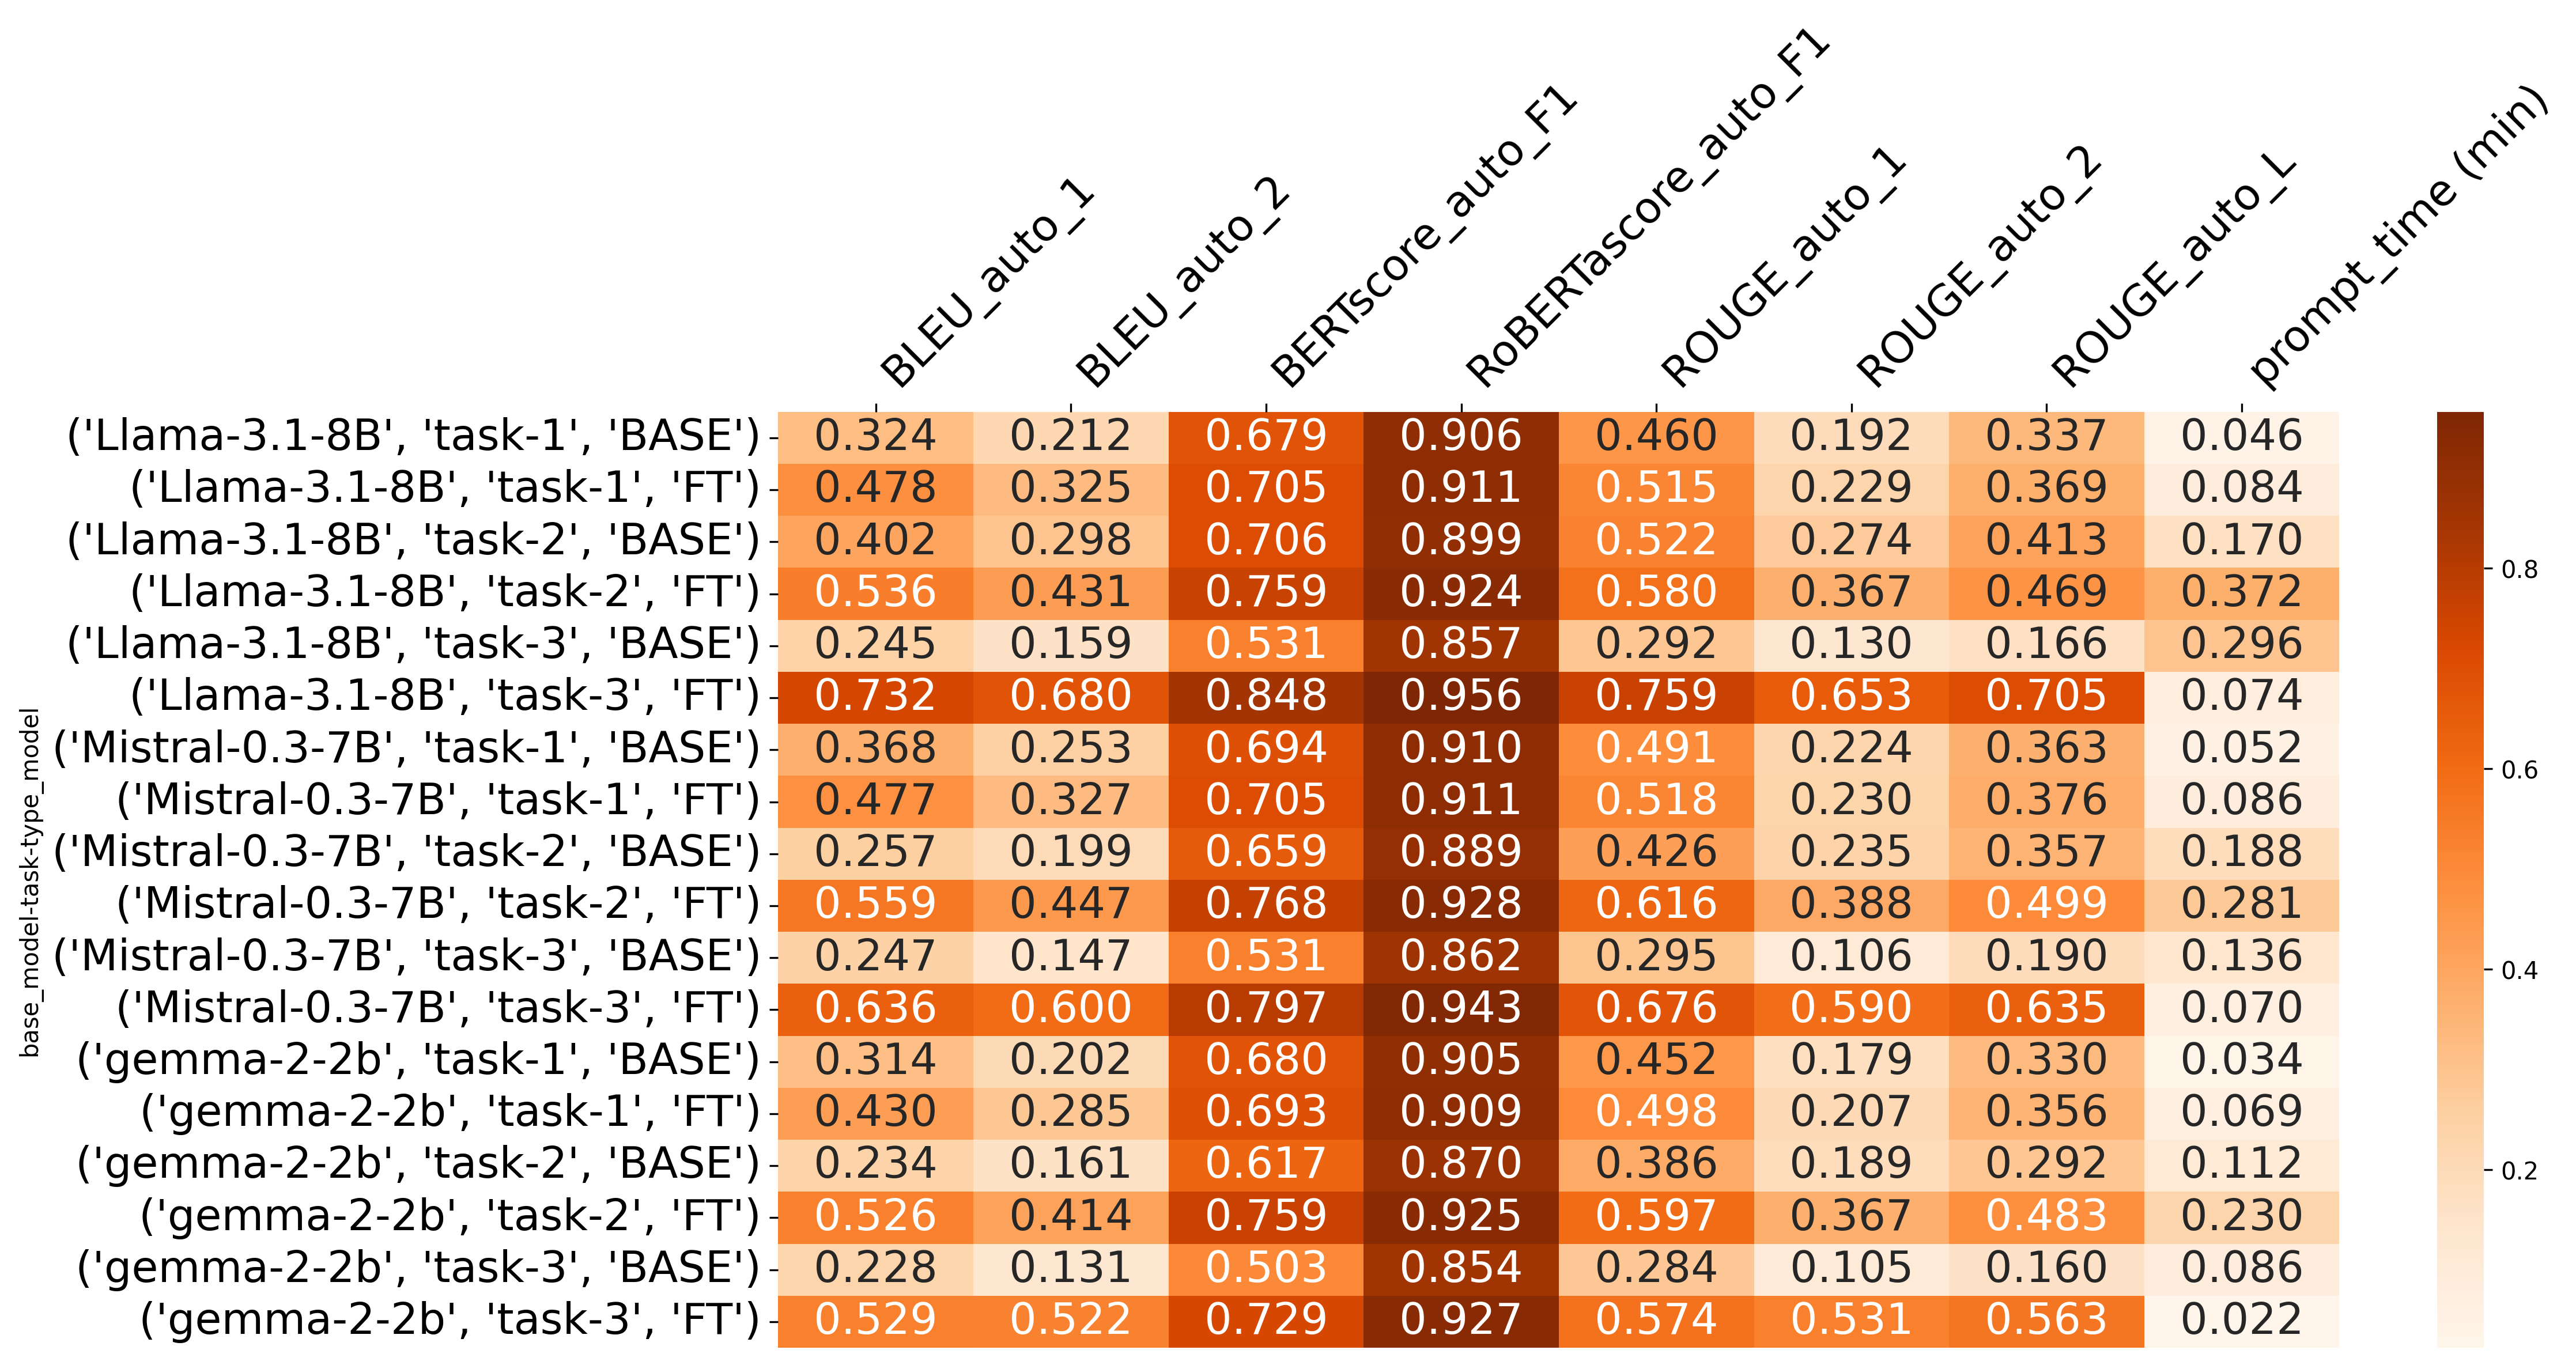 BLEU_auto_1
BLEU_auto_2
BERTscore_auto_F1
RoBERTascore_auto_F1
ROUGE_auto_1
ROUGE_auto_2
ROUGE_auto_L
prompt_time (min)
base_model-task-type_model
('Llama-3.1-8B', 'task-1', 'BASE') 0.324 0.212 0.679 0.906 0.460 0.192 0.337 0.046
('Llama-3.1-8B', 'task-1', 'FT') 0.478 0.325 0.705 0.911 0.515 0.229 0.369 0.084
('Llama-3.1-8B', 'task-2', 'BASE') 0.402 0.298 0.706 0.899 0.522 0.274 0.413 0.170
('Llama-3.1-8B', 'task-2', 'FT') 0.536 0.431 0.759 0.924 0.580 0.367 0.469 0.372
('Llama-3.1-8B', 'task-3', 'BASE') 0.245 0.159 0.531 0.857 0.292 0.130 0.166 0.296
('Llama-3.1-8B', 'task-3', 'FT') 0.732 0.680 0.848 0.956 0.759 0.653 0.705 0.074
('Mistral-0.3-7B', 'task-1', 'BASE') 0.368 0.253 0.694 0.910 0.491 0.224 0.363 0.052
('Mistral-0.3-7B', 'task-1', 'FT') 0.477 0.327 0.705 0.911 0.518 0.230 0.376 0.086
('Mistral-0.3-7B', 'task-2', 'BASE') 0.257 0.199 0.659 0.889 0.426 0.235 0.357 0.188
('Mistral-0.3-7B', 'task-2', 'FT') 0.559 0.447 0.768 0.928 0.616 0.388 0.499 0.281
('Mistral-0.3-7B', 'task-3', 'BASE') 0.247 0.147 0.531 0.862 0.295 0.106 0.190 0.136
('Mistral-0.3-7B', 'task-3', 'FT') 0.636 0.600 0.797 0.943 0.676 0.590 0.635 0.070
('gemma-2-2b', 'task-1', 'BASE') 0.314 0.202 0.680 0.905 0.452 0.179 0.330 0.034
('gemma-2-2b', 'task-1', 'FT') 0.430 0.285 0.693 0.909 0.498 0.207 0.356 0.069
('gemma-2-2b', 'task-2', 'BASE') 0.234 0.161 0.617 0.870 0.386 0.189 0.292 0.112
('gemma-2-2b', 'task-2', 'FT') 0.526 0.414 0.759 0.925 0.597 0.367 0.483 0.230
('gemma-2-2b', 'task-3', 'BASE') 0.228 0.131 0.503 0.854 0.284 0.105 0.160 0.086
('gemma-2-2b', 'task-3', 'FT') 0.529 0.522 0.729 0.927 0.574 0.531 0.563 0.022
0.8
0.6
0.4
0.2